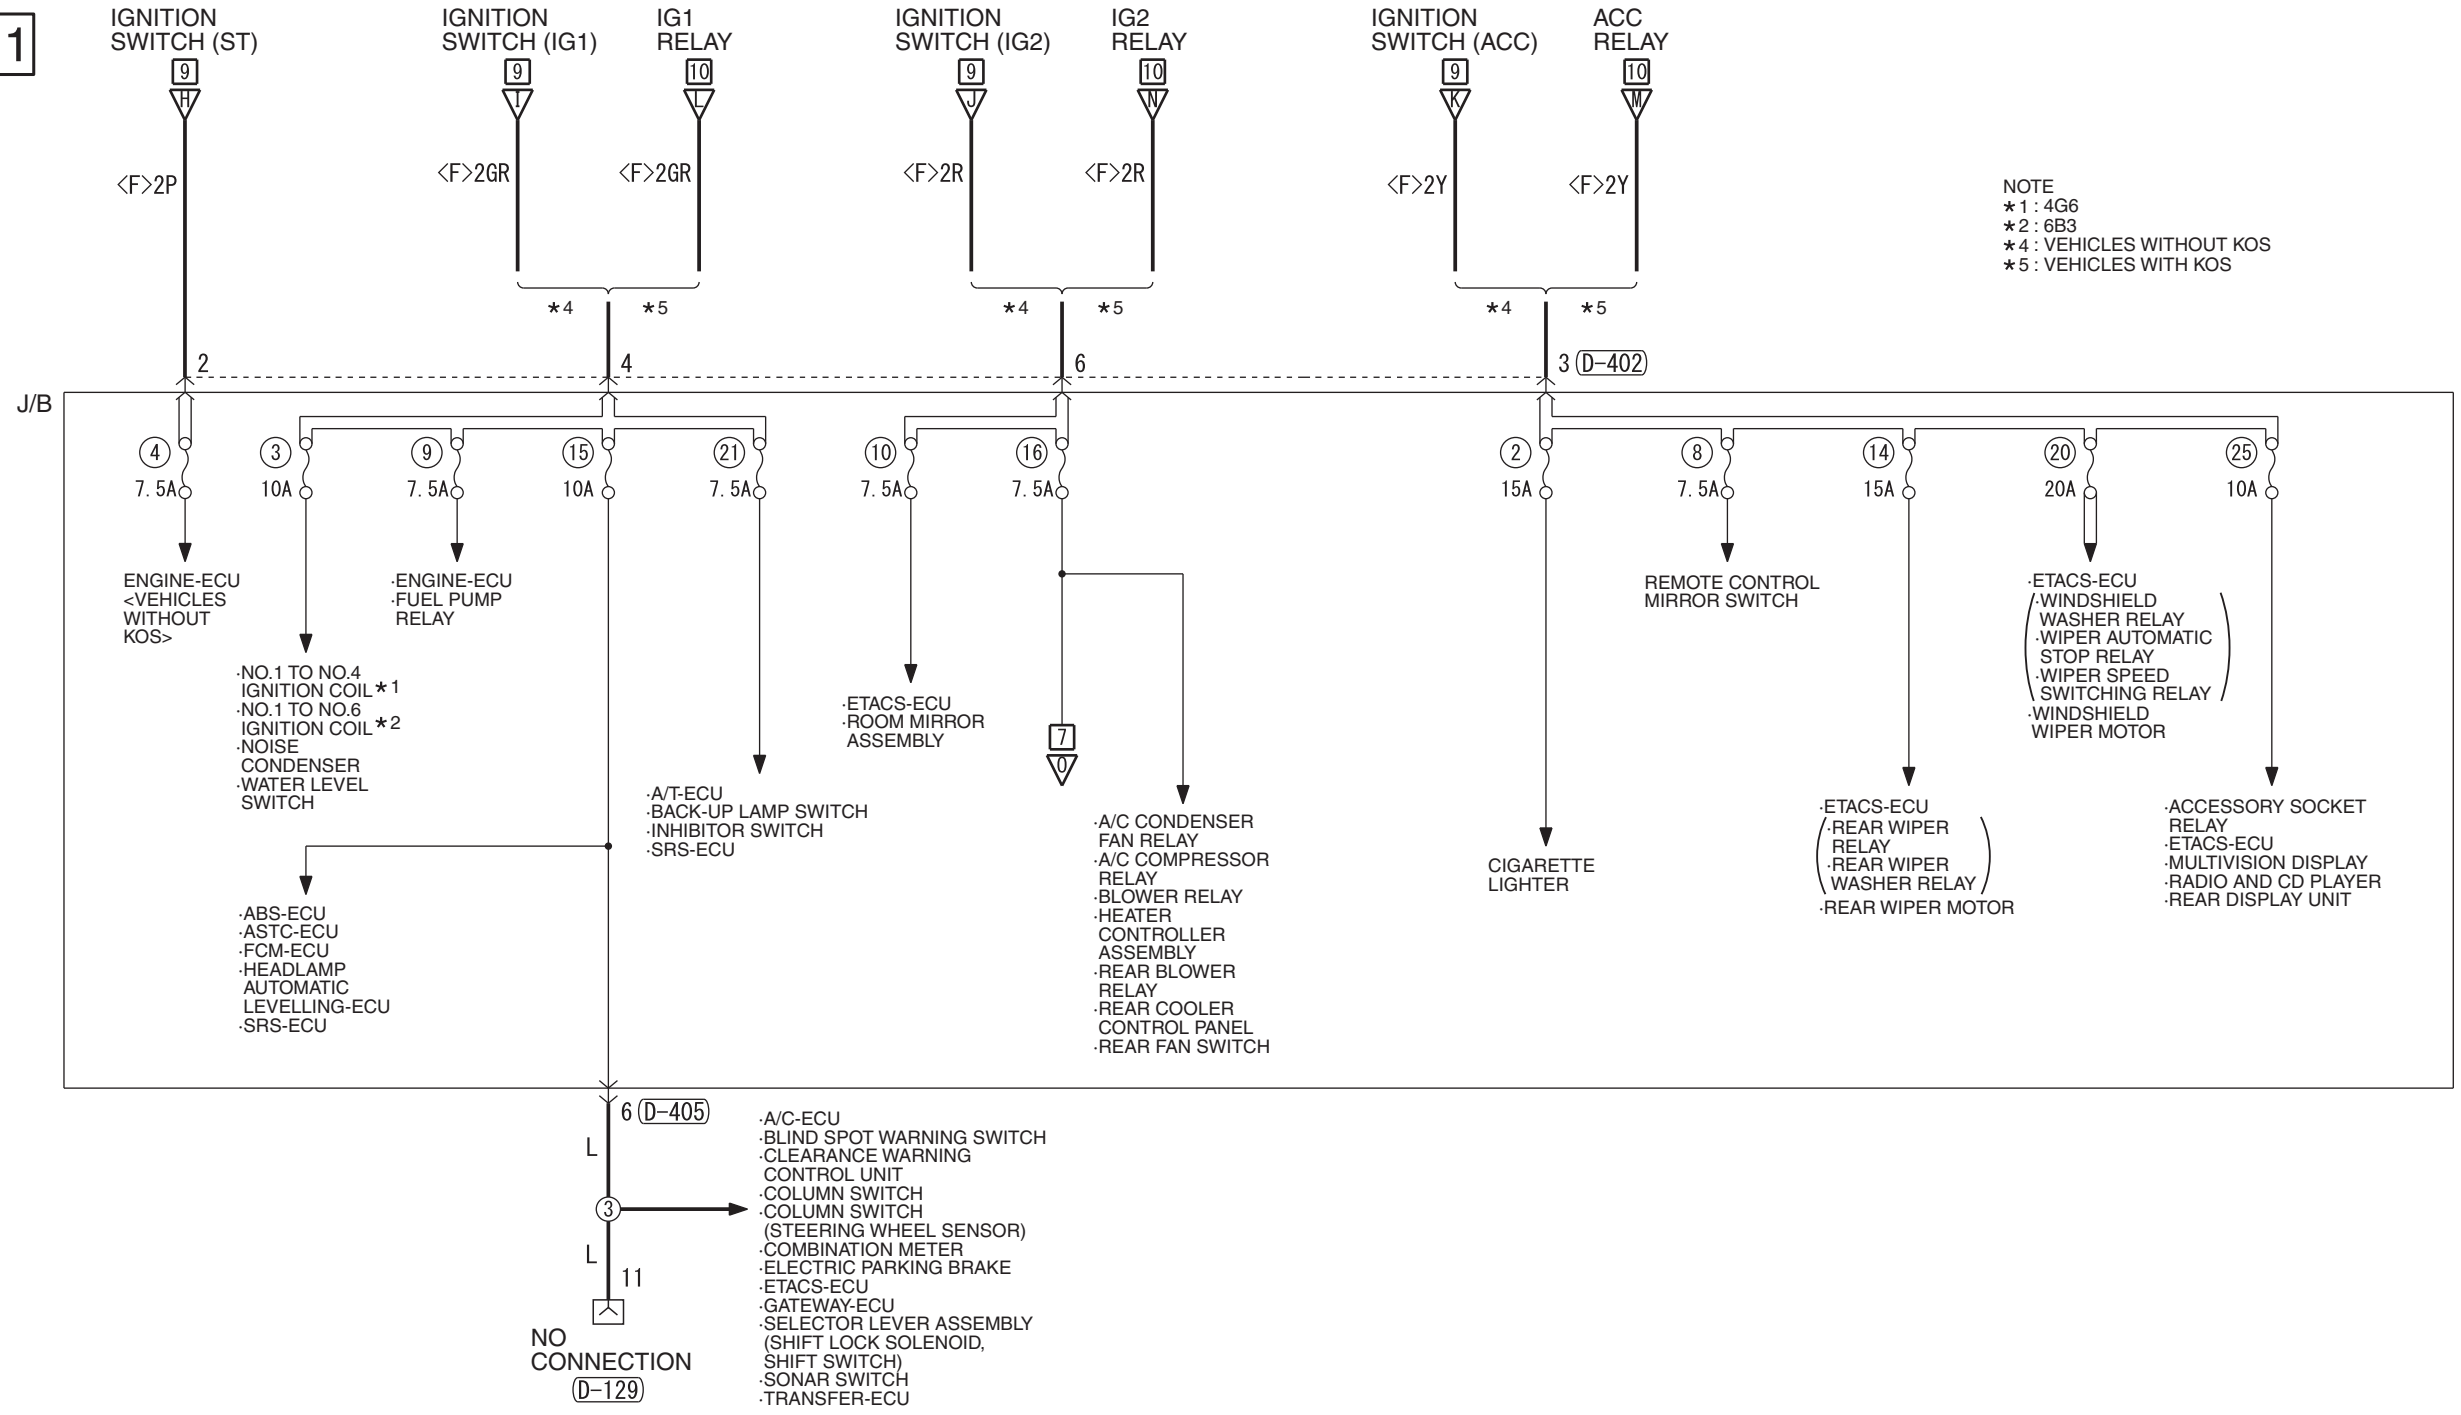 1
IGNITION
SWITCH (ST)
IGNITION
SWITCH (IG1)
IG1
RELAY
IGNITION
SWITCH (IG2)
IG2
RELAY
IGNITION
SWITCH (ACC)
ACC
RELAY
9
9
10
9
10
9
10
H
I
L
J
N
K
M
<F>2P
<F>2GR
<F>2GR
<F>2R
<F>2R
<F>2Y
<F>2Y
NOTE
*1 : 4G6
*2 : 6B3
*4 : VEHICLES WITHOUT KOS
*5 : VEHICLES WITH KOS
*4
*5
*4
*5
*4
*5
2
4
6
3 (D-402)
J/B
4
3
9
15
21
10
16
2
8
14
20
25
7.5A
10A
7.5A
10A
7.5A
7.5A
7.5A
15A
7.5A
15A
20A
10A
ENGINE-ECU
<VEHICLES
WITHOUT
KOS>
·NO.1 TO NO.4
IGNITION COIL*1
·NO.1 TO NO.6
IGNITION COIL*2
·NOISE
CONDENSER
·WATER LEVEL
SWITCH
·ENGINE-ECU
·FUEL PUMP
RELAY
·ABS-ECU
·ASTC-ECU
·FCM-ECU
·HEADLAMP
AUTOMATIC
LEVELLING-ECU
·SRS-ECU
·A/T-ECU
·BACK-UP LAMP SWITCH
·INHIBITOR SWITCH
·SRS-ECU
·ETACS-ECU
·ROOM MIRROR
ASSEMBLY
7
O
·A/C CONDENSER
FAN RELAY
·A/C COMPRESSOR
RELAY
·BLOWER RELAY
·HEATER
CONTROLLER
ASSEMBLY
·REAR BLOWER
RELAY
·REAR COOLER
CONTROL PANEL
·REAR FAN SWITCH
CIGARETTE
LIGHTER
REMOTE CONTROL
MIRROR SWITCH
·ETACS-ECU
(·REAR WIPER
RELAY
·REAR WIPER
WASHER RELAY)
·REAR WIPER MOTOR
·ETACS-ECU
(·WINDSHIELD
WASHER RELAY
·WIPER AUTOMATIC
STOP RELAY
·WIPER SPEED
SWITCHING RELAY)
·WINDSHIELD
WIPER MOTOR
·ACCESSORY SOCKET
RELAY
·ETACS-ECU
·MULTIVISION DISPLAY
·RADIO AND CD PLAYER
·REAR DISPLAY UNIT
6 (D-405)
L
3
L
11
NO
CONNECTION
(D-129)
·A/C-ECU
·BLIND SPOT WARNING SWITCH
·CLEARANCE WARNING
CONTROL UNIT
·COLUMN SWITCH
·COLUMN SWITCH
(STEERING WHEEL SENSOR)
·COMBINATION METER
·ELECTRIC PARKING BRAKE
·ETACS-ECU
·GATEWAY-ECU
·SELECTOR LEVER ASSEMBLY
(SHIFT LOCK SOLENOID,
SHIFT SWITCH)
·SONAR SWITCH
·TRANSFER-ECU